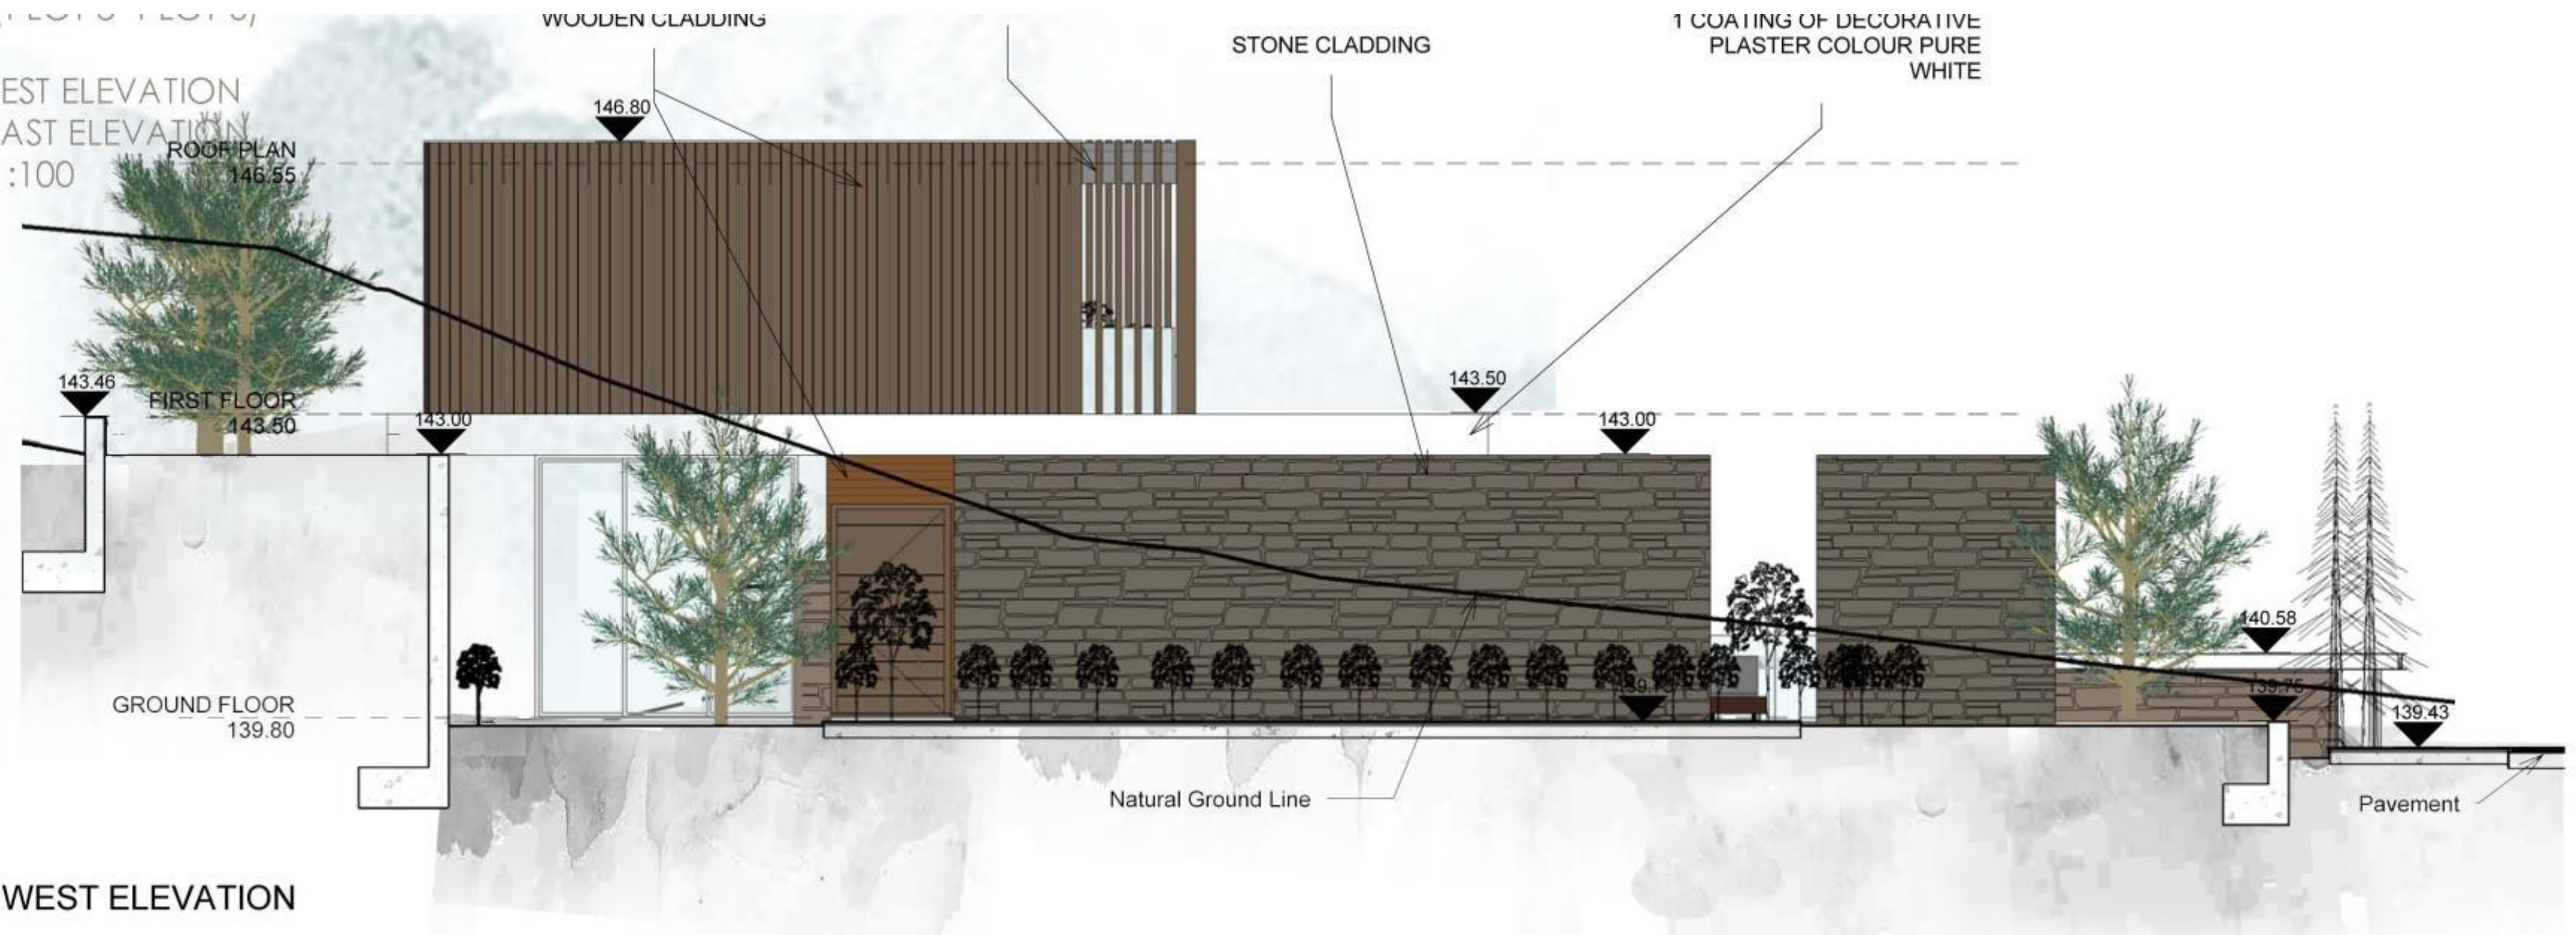 WOODEN CLADDING
1 COATING OF DECORATIVE
PLASTER COLOUR PURE
WHITE
STONE CLADDING
EST ELEVATION
AST ELEVATION
:100
146.80
ROOF PLAN
146.55
143.46
FIRST FLOOR
143.50
143.00
143.50
143.00
140.58
GROUND FLOOR
139.80
139.75
139.43
Natural Ground Line
Pavement
WEST ELEVATION